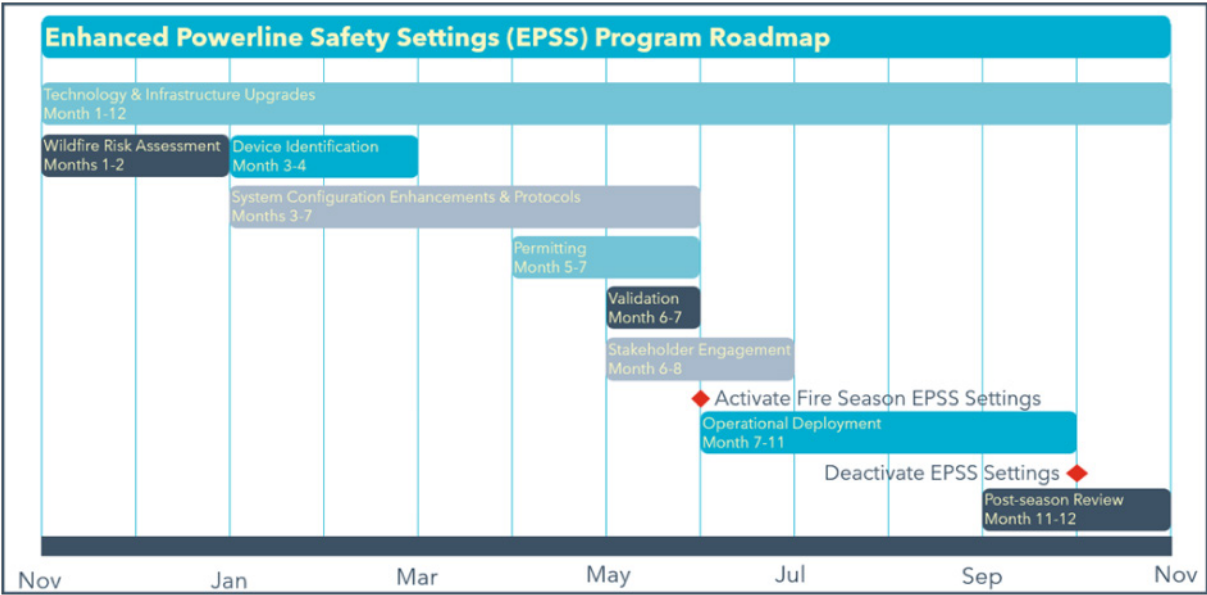 Enhanced Powerline Safety Settings (EPSS) Program Roadmap
Technology & Infrastructure Upgrades
Month 1-12
Wildfire Risk Assessment
Months 1-2
Device Identification
Month 3-4
System Configuration Enhancements & Protocols
Months 3-7
Permitting
Month 5-7
Validation
Month 6-7
Stakeholder Engagement
Month 6-8
Activate Fire Season EPSS Settings
Operational Deployment
Month 7-11
Deactivate EPSS Settings
Post-season Review
Month 11-12
Nov Jan Mar May Jul Sep Nov